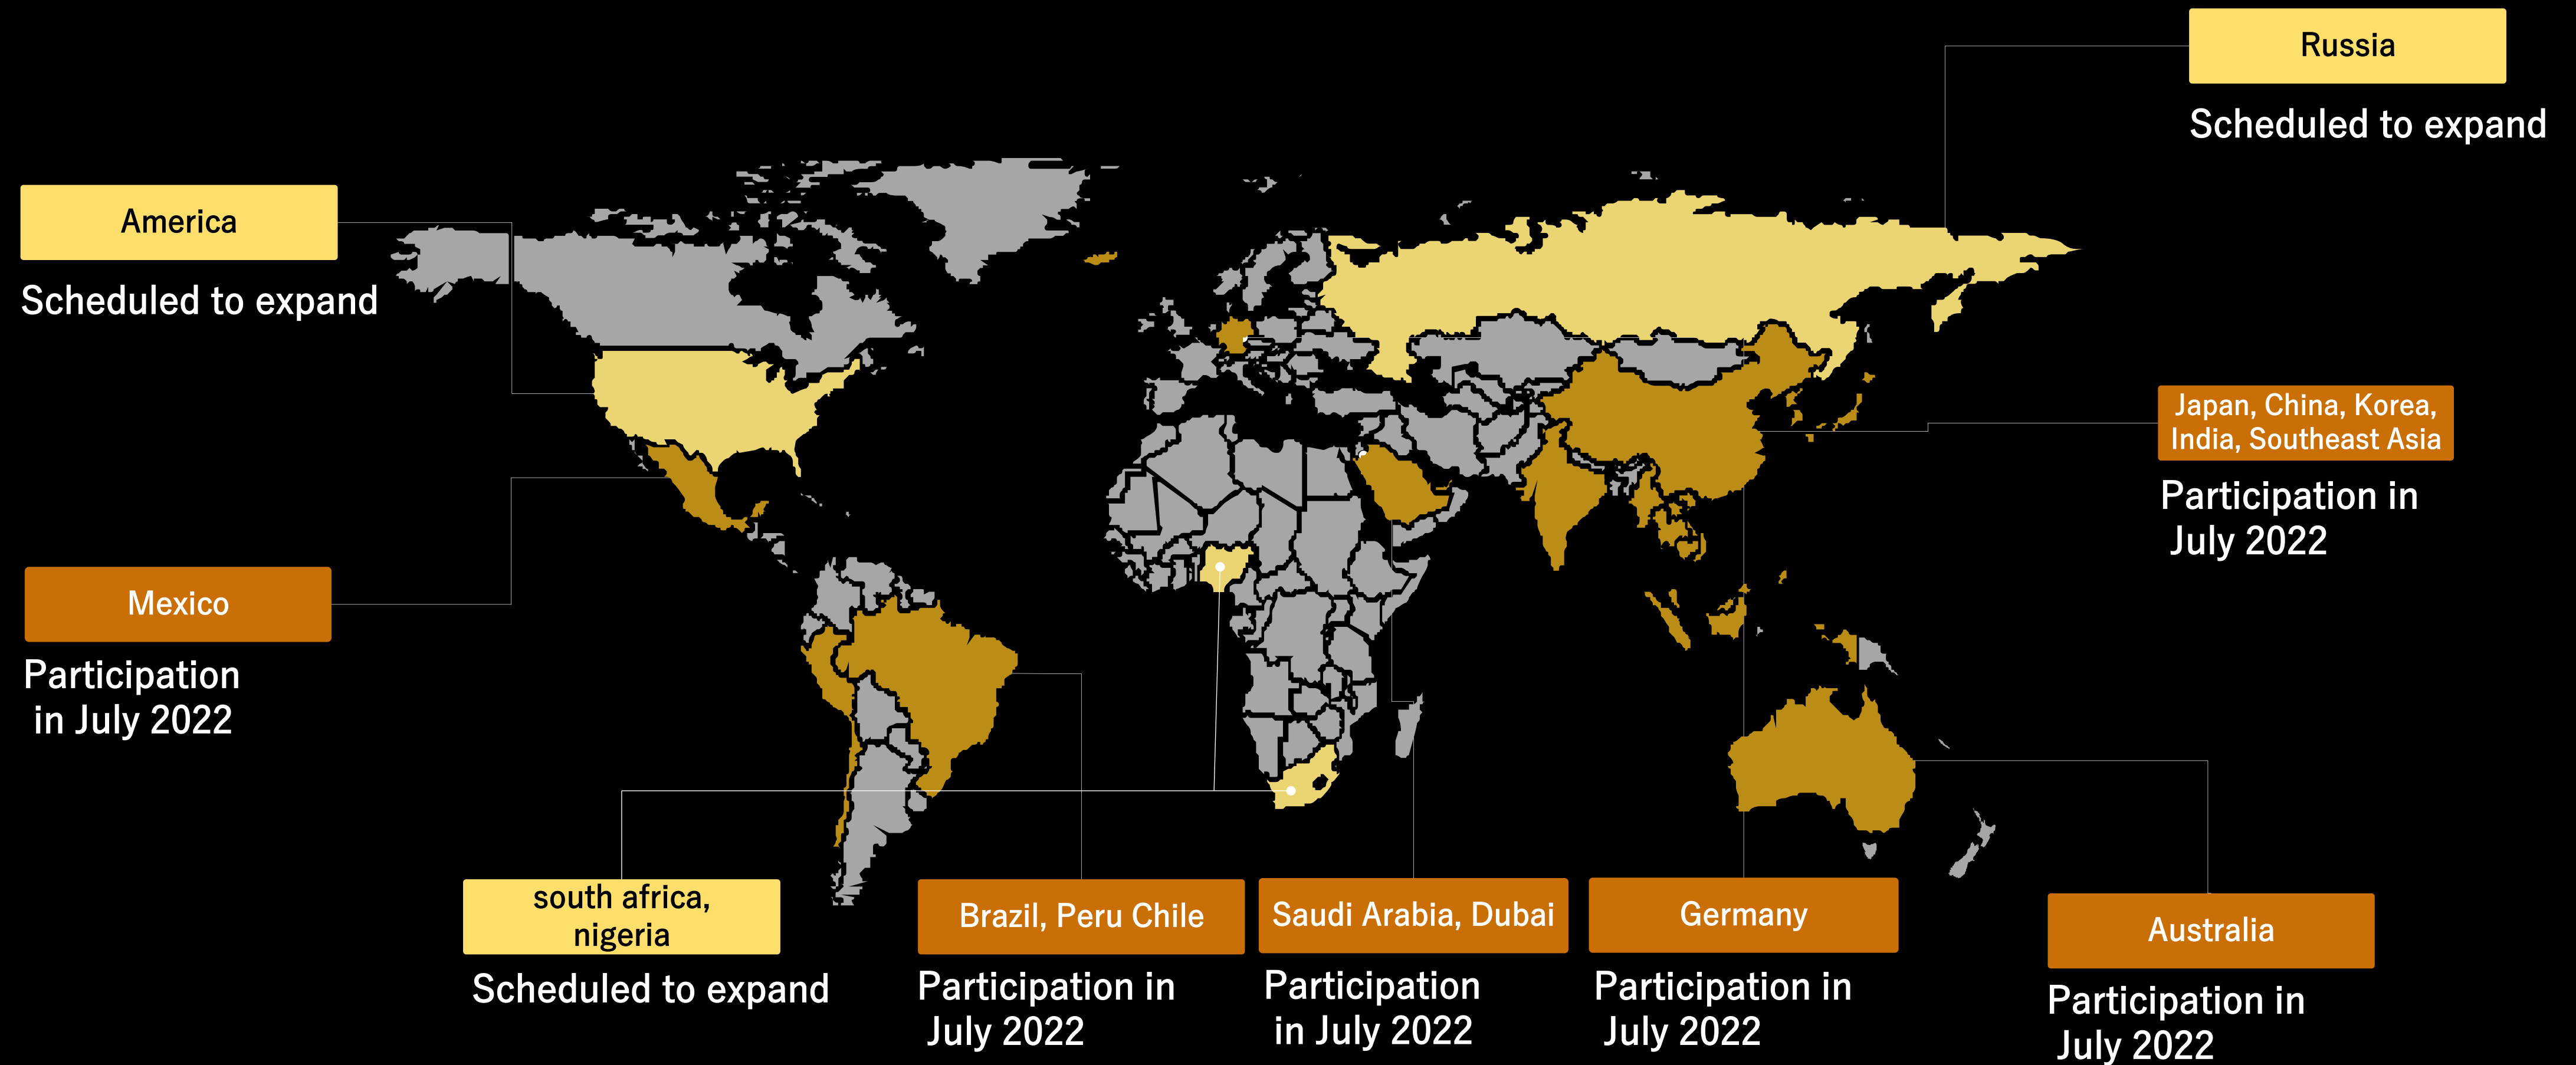 Russia
Scheduled to expand
America
Scheduled to expand
Japan, China, Korea,
India, Southeast Asia
Participation in
July 2022
Mexico
Participation
in July 2022
south africa,
nigeria
Scheduled to expand
Brazil, Peru Chile
Participation in
July 2022
Saudi Arabia, Dubai
Participation
in July 2022
Germany
Participation in
July 2022
Australia
Participation in
July 2022